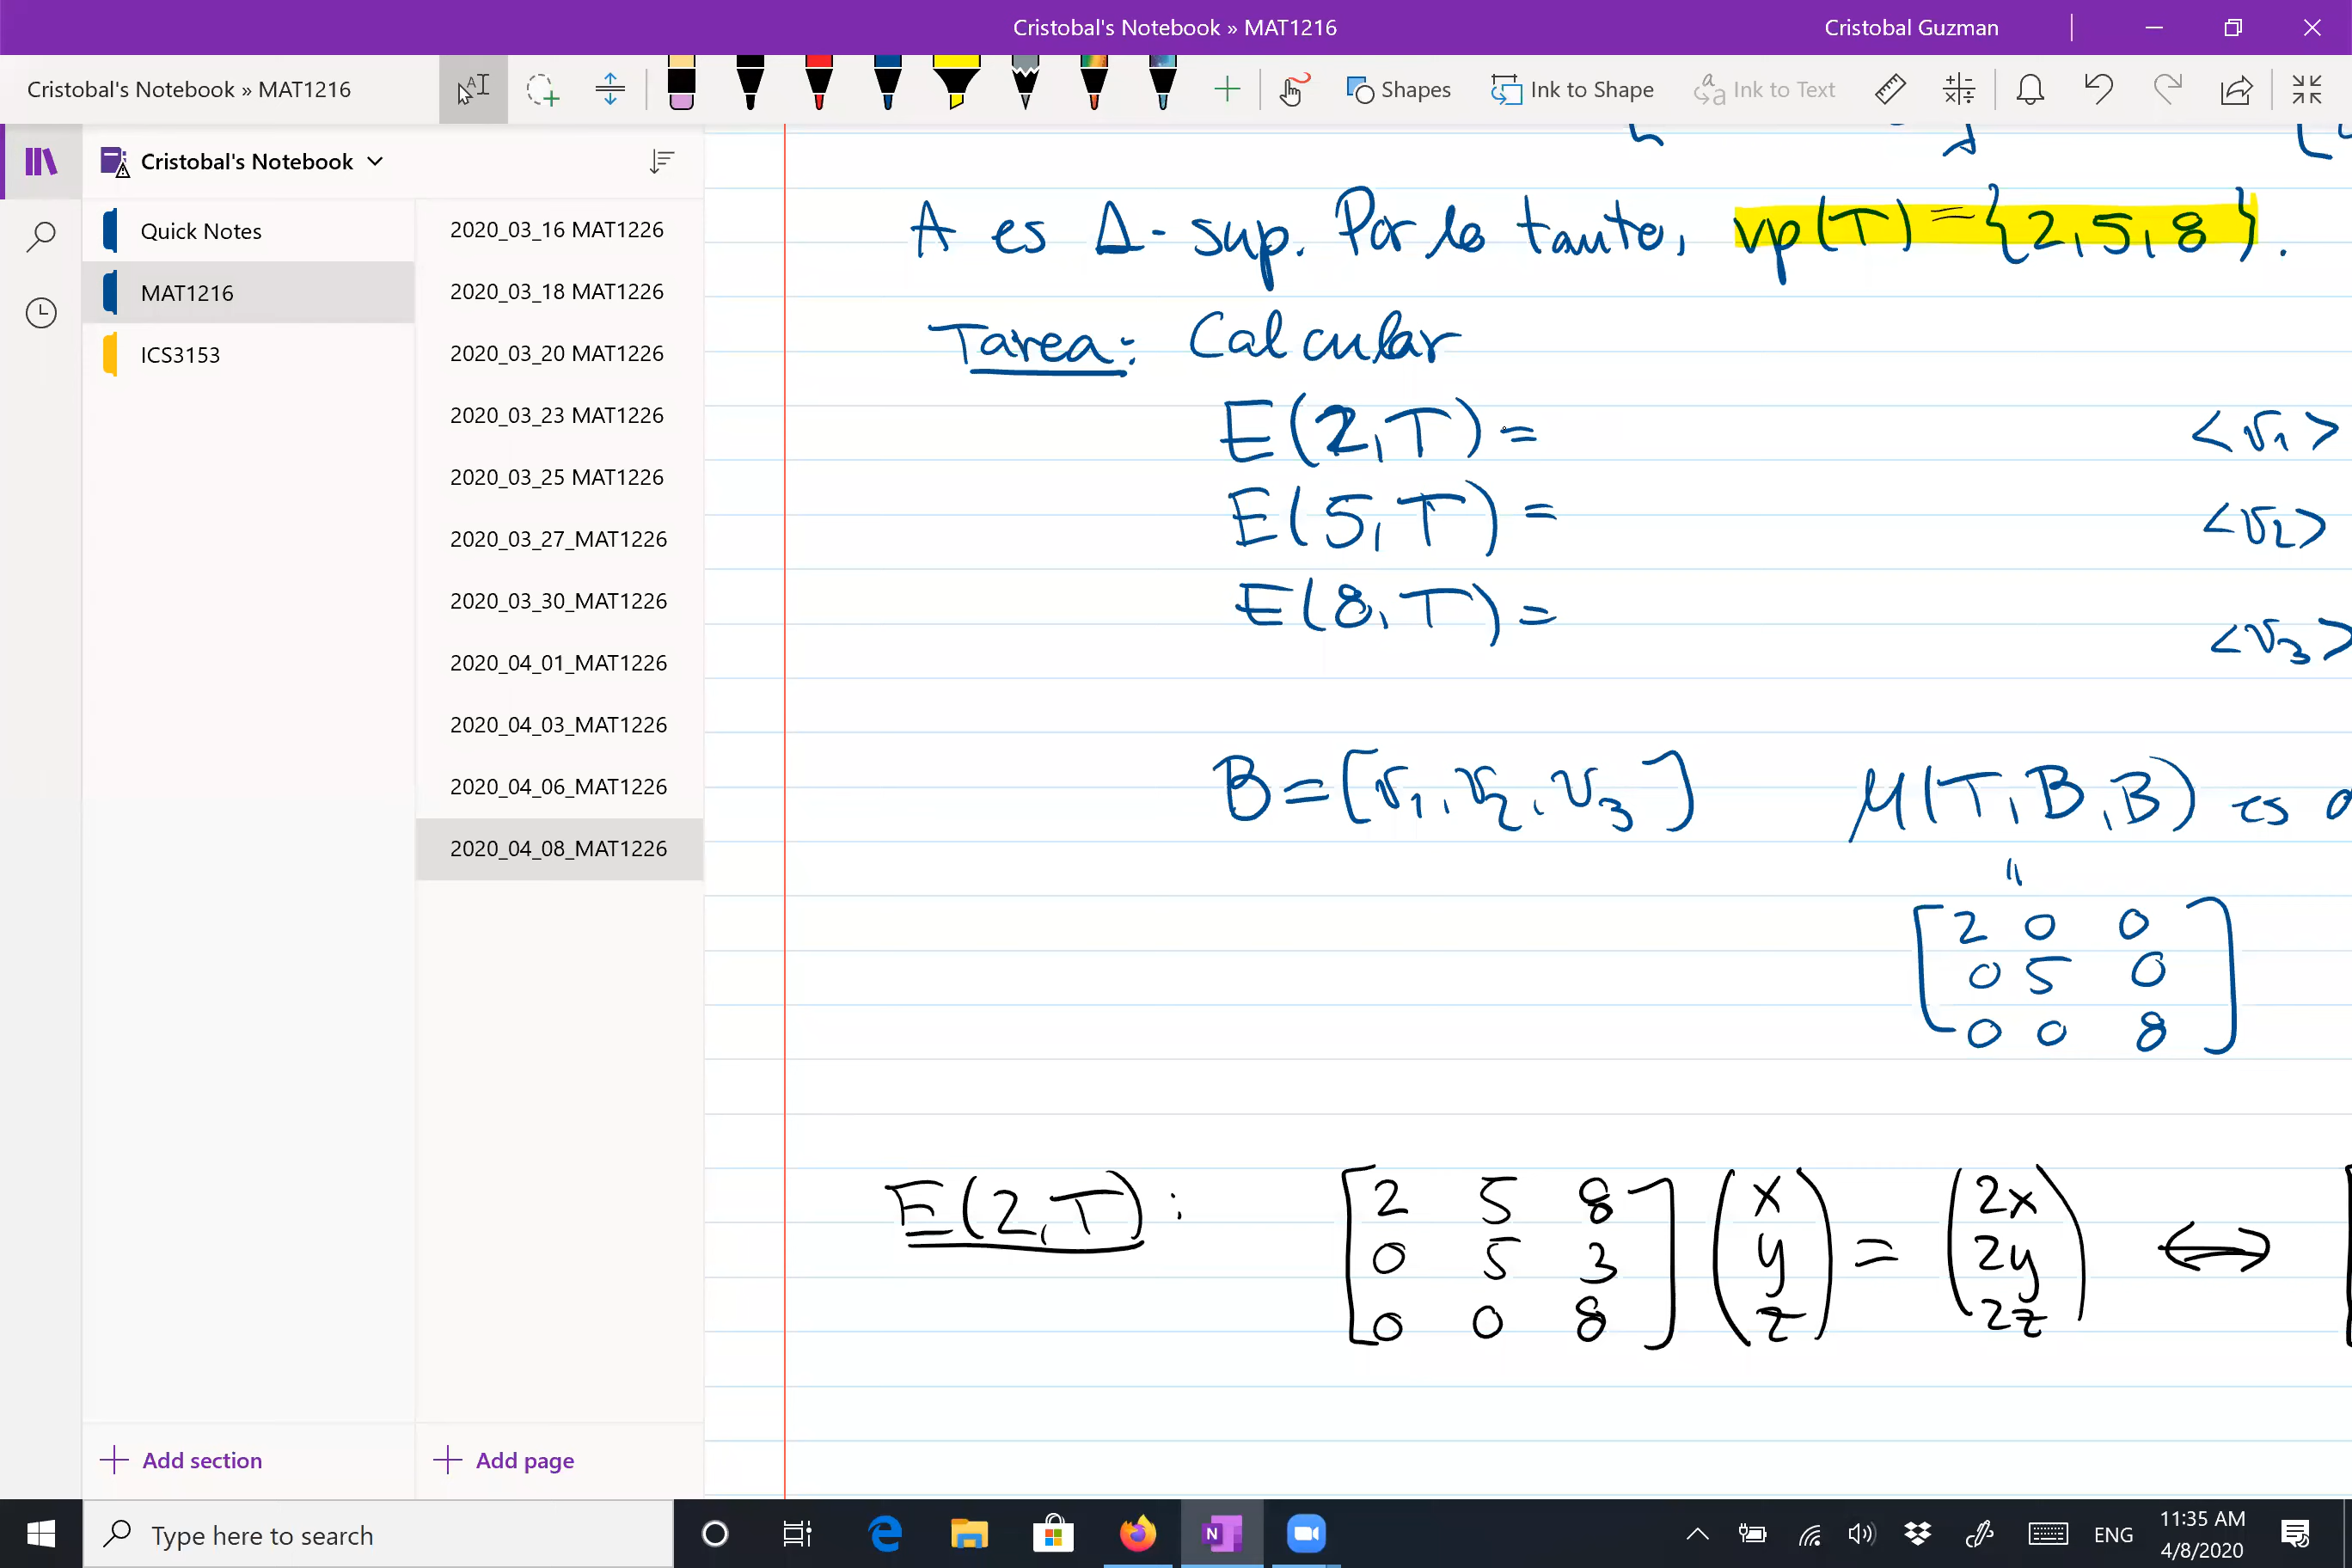 Cristobal's Notebook » MAT1216
Cristobal Guzman
Cristobal's Notebook » MAT1216
Shapes
Ink to Shape
Ink to Text
Cristobal's Notebook
Quick Notes
MAT1216
ICS3153
2020_03_16 MAT1226
2020_03_18 MAT1226
2020_03_20 MAT1226
2020_03_23 MAT1226
2020_03_25 MAT1226
2020_03_27_MAT1226
2020_03_30_MAT1226
2020_04_01_MAT1226
2020_04_03_MAT1226
2020_04_06_MAT1226
2020_04_08_MAT1226
Add section
Add page
A es Δ- sup. Por lo tanto, vp(T) = {2,5,8}.
Tarea: Calcular
E(2,T) = <v1>
E(5,T) = <v2>
E(8,T) = <v3>
B = [v1, v2, v3] M(T,B,B) es
"
[2 0 0
0 5 0
0 0 8]
E(2,T): [2 5 8 (x (2x
0 5 3 y = 2y ⟷
0 0 8] z) 2z)
Type here to search
ENG
11:35 AM
4/8/2020